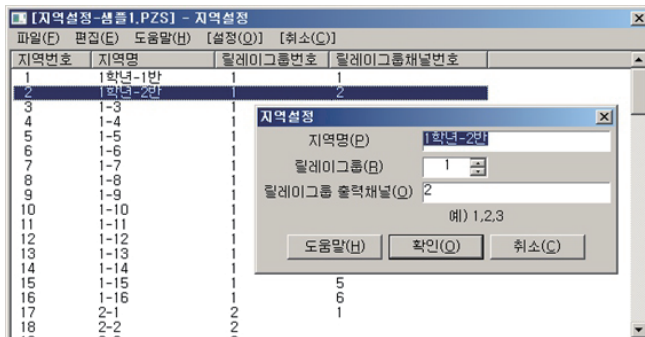 [지역설정-샘플1.PZS] - 지역설정
파일(F) 편집(E) 도움말(H) [설정(O)] [취소(C)]
지역번호 지역명 릴레이그룹번호 릴레이그룹채널번호
1 1학년-1반 1 1
2 1학년-2반 1 2
3 1-3 1
4 1-4 1
5 1-5 1
6 1-6 1
7 1-7 1
8 1-8 1
9 1-9 1
10 1-10 1
11 1-11 1
12 1-12 1
13 1-13 1
14 1-14 1
15 1-15 1 5
16 1-16 1 6
17 2-1 2 1
18 2-2 2
지역설정
지역명(P) 1학년-2반
릴레이그룹(R) 1
릴레이그룹 출력채널(O) 2
예) 1,2,3
도움말(H) 확인(O) 취소(C)